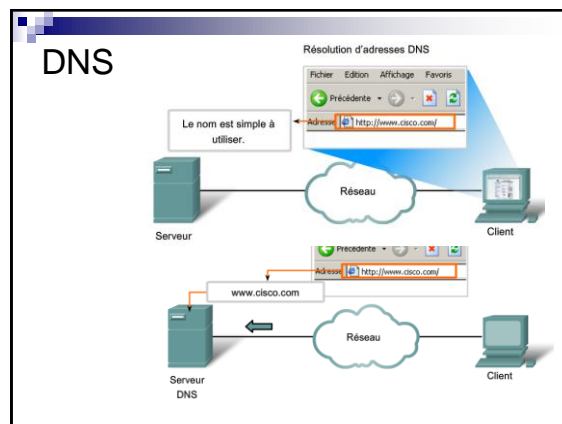 DNS
Résolution d'adresses DNS
Fichier Edition Affichage Favoris
Précédente
Adresse http://www.cisco.com/
Le nom est simple à
utiliser.
Réseau
Serveur
Client
Précédente
Adresse http://www.cisco.com/
www.cisco.com
Réseau
Serveur
DNS
Client